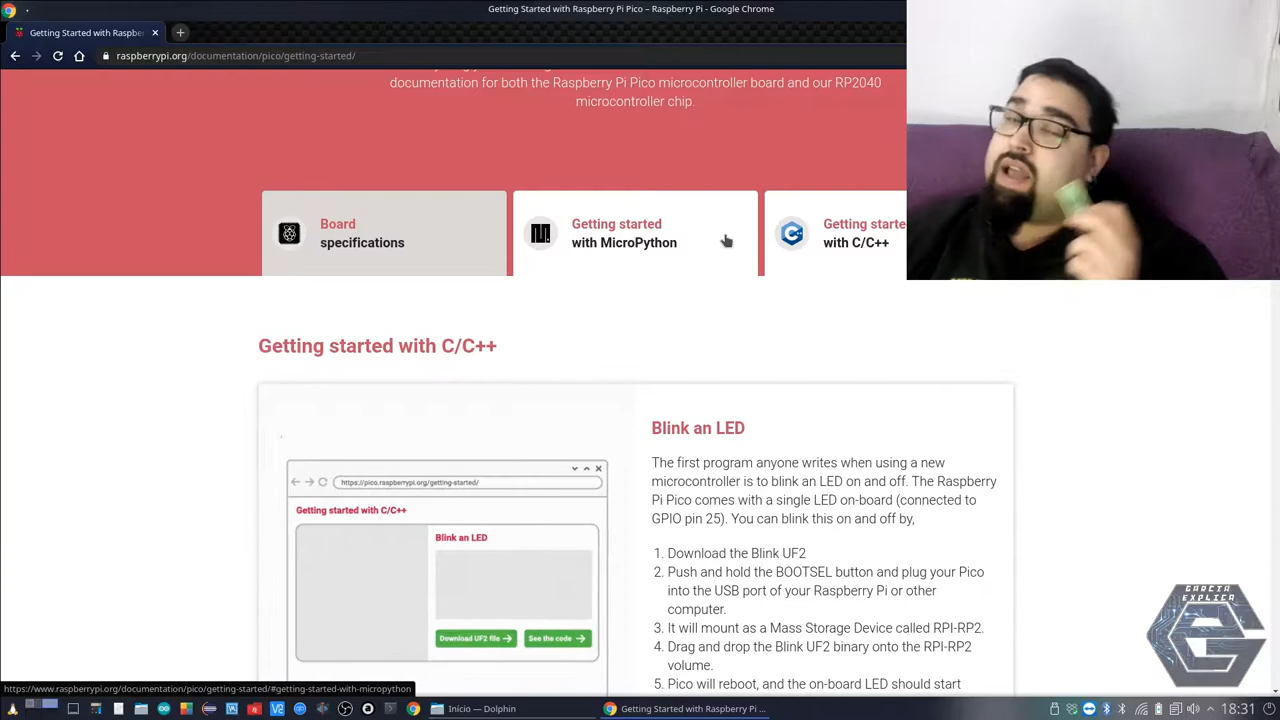 Getting Started with Raspberry Pi Pico – Raspberry Pi - Google Chrome
Getting Started with Raspbe
raspberrypi.org/documentation/pico/getting-started/
documentation for both the Raspberry Pi Pico microcontroller board and our RP2040
microcontroller chip.
Board
specifications
Getting started
with MicroPython
Getting starte
with C/C++
Getting started with C/C++
https://pico.raspberrypi.org/getting-started/
Getting started with C/C++
Blink an LED
Download UF2 file
See the code
Blink an LED
The first program anyone writes when using a new
microcontroller is to blink an LED on and off. The Raspberry
Pi Pico comes with a single LED on-board (connected to
GPIO pin 25). You can blink this on and off by,
1. Download the Blink UF2
2. Push and hold the BOOTSEL button and plug your Pico
into the USB port of your Raspberry Pi or other
computer.
3. It will mount as a Mass Storage Device called RPI-RP2.
4. Drag and drop the Blink UF2 binary onto the RPI-RP2
volume.
5. Pico will reboot, and the on-board LED should start
GARCIA
EXPLICA
https://www.raspberrypi.org/documentation/pico/getting-started/#getting-started-with-micropython
Início — Dolphin
Getting Started with Raspberry Pi ...
18:31